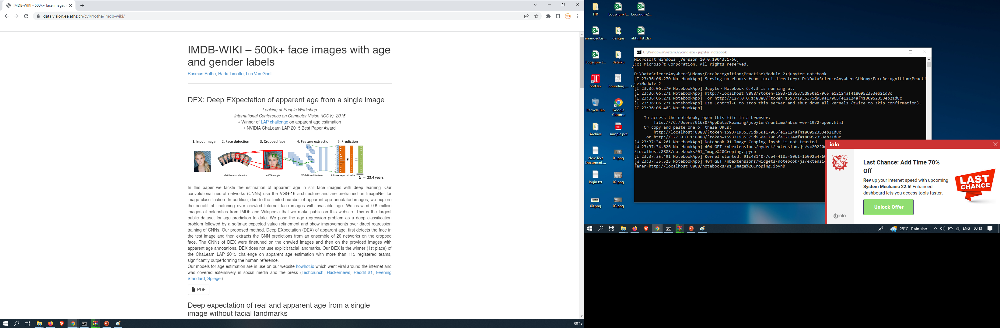 IMDB-WIKI - 500k+ face images
data.vision.ee.ethz.ch/cvl/rrothe/imdb-wiki/
IMDB-WIKI – 500k+ face images with age
and gender labels
Rasmus Rothe, Radu Timofte, Luc Van Gool
DEX: Deep EXpectation of apparent age from a single image
Looking at People Workshop
International Conference on Computer Vision (ICCV), 2015
• Winner of LAP challenge on apparent age estimation
• NVIDIA ChaLearn LAP 2015 Best Paper Award
1. Input image 2. Face detection 3. Cropped face 4. Feature extraction 5. Prediction
* =
Mathias et al. detector + 40% margin VGG-16 architecture Softmax expected value
Σ = 23.4 years
In this paper we tackle the estimation of apparent age in still face images with deep learning. Our
convolutional neural networks (CNNs) use the VGG-16 architecture and are pretrained on ImageNet for
image classification. In addition, due to the limited number of apparent age annotated images, we explore
the benefit of finetuning over crawled Internet face images with available age. We crawled 0.5 million
images of celebrities from IMDb and Wikipedia that we make public on this website. This is the largest
public dataset for age prediction to date. We pose the age regression problem as a deep classification
problem followed by a softmax expected value refinement and show improvements over direct regression
training of CNNs. Our proposed method, Deep EXpectation (DEX) of apparent age, first detects the face in
the test image and then extracts the CNN predictions from an ensemble of 20 networks on the cropped
face. The CNNs of DEX were finetuned on the crawled images and then on the provided images with
apparent age annotations. DEX does not use explicit facial landmarks. Our DEX is the winner (1st place) of
the ChaLearn LAP 2015 challenge on apparent age estimation with more than 115 registered teams,
significantly outperforming the human reference.
Our models for age estimation are in use on our website howhot.io which went viral around the internet and
was covered extensively in social media and the press (Techcrunch, Hackernews, Reddit #1, Evening
Standard, Spiegel).
PDF
Deep expectation of real and apparent age from a single
image without facial landmarks
00:13
ITR Logs-jun-1... Logs-jun-2...
arrangedLis... designs abhi_list.xlsx
Logs-jun-2... dataiku
SoftTax bounding_...
Recycle Bin Google
Chrome
Archive sample.pdf
New Text
Document.... 01.png
login.txt 02.png
00.png 03.png
C:\Windows\System32\cmd.exe - jupyter notebook
Microsoft Windows [Version 10.0.19043.1766]
(c) Microsoft Corporation. All rights reserved.
D:\DataScienceAnywhere\Udemy\FaceRecognition\Practise\Module-2>jupyter notebook
[I 23:36:06.270 NotebookApp] Serving notebooks from local directory: D:\DataScienceAnywhere\Udemy\FaceRecognition\Practi
se\Module-2
[I 23:36:06.270 NotebookApp] Jupyter Notebook 6.4.3 is running at:
[I 23:36:06.271 NotebookApp] http://localhost:8888/?token=159371935375d950a17965fe12124af4180952353eb21d8c
[I 23:36:06.271 NotebookApp]  or http://127.0.0.1:8888/?token=159371935375d950a17965fe12124af4180952353eb21d8c
[I 23:36:06.271 NotebookApp] Use Control-C to stop this server and shut down all kernels (twice to skip confirmation).
[C 23:36:06.405 NotebookApp]
To access the notebook, open this file in a browser:
file:///C:/Users/91630/AppData/Roaming/jupyter/runtime/nbserver-1972-open.html
Or copy and paste one of these URLs:
http://localhost:8888/?token=159371935375d950a17965fe12124af4180952353eb21d8c
or http://127.0.0.1:8888/?token=159371935375d950a17965fe12124af4180952353eb21d8c
[W 23:37:34.261 NotebookApp] Notebook 01_Image Croping.ipynb is not trusted
[W 23:37:34.626 NotebookApp] 404 GET /nbextensions/pydeck/extension.js?v=202206
/localhost:8888/notebooks/01_Image%20Croping.ipynb
[I 23:37:35.491 NotebookApp] Kernel started: 91c43140-7ce4-418a-8061-1b092a4760
[W 23:37:35.525 NotebookApp] 404 GET /nbextensions/widgets/notebook/js/extensio
ferer=http://localhost:8888/notebooks/01_Image%20Croping.ipynb
iolo
Last Chance: Add Time 70%
Off
Rev up your internet speed with upcoming
System Mechanic 22.5! Enhanced
dashboard lets you access tools faster.
Unlock Offer
LAST
CHANCE
iolo
29°C Rain sho... ENG 00:13